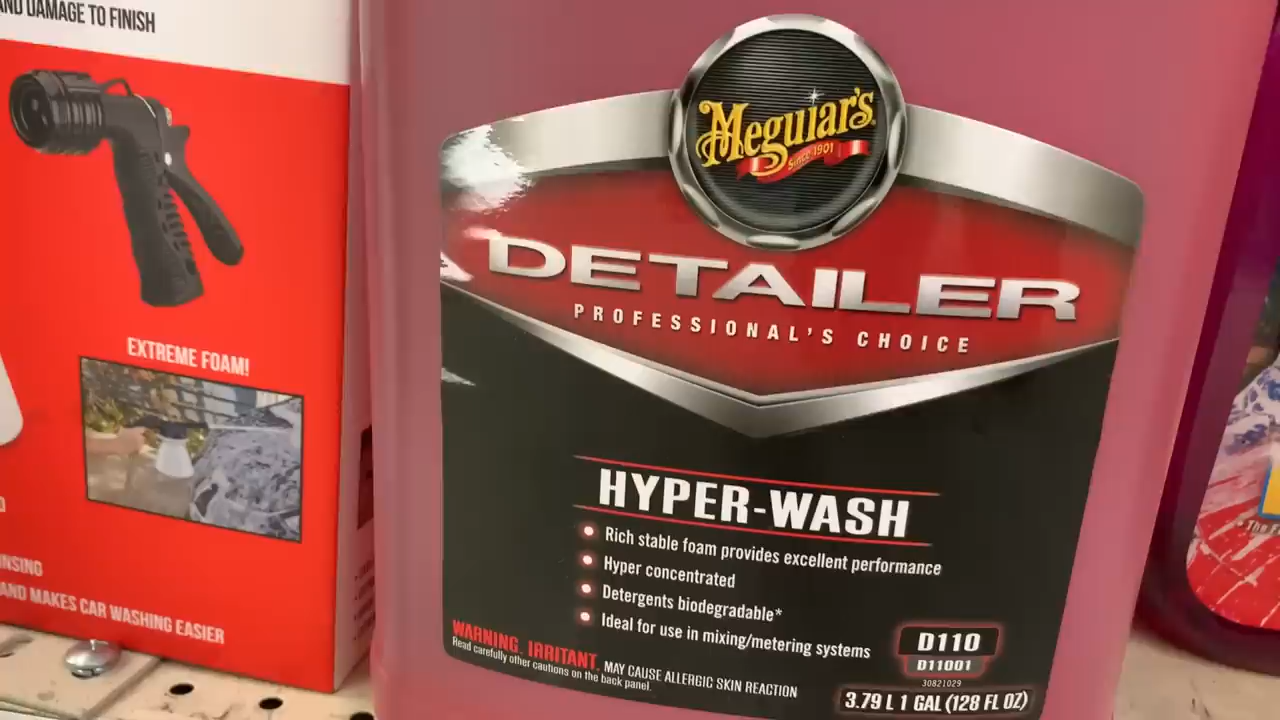 AND DAMAGE TO FINISH
EXTREME FOAM!
AND MAKES CAR WASHING EASIER
Meguiar's
Since 1901
DETAILER
PROFESSIONAL'S CHOICE
HYPER-WASH
Rich stable foam provides excellent performance
Hyper concentrated
Detergents biodegradable*
Ideal for use in mixing/metering systems
WARNING. IRRITANT. MAY CAUSE ALLERGIC SKIN REACTION
Read carefully other cautions on the back panel.
D110
D11001
30821029
3.79 L 1 GAL (128 FL OZ)